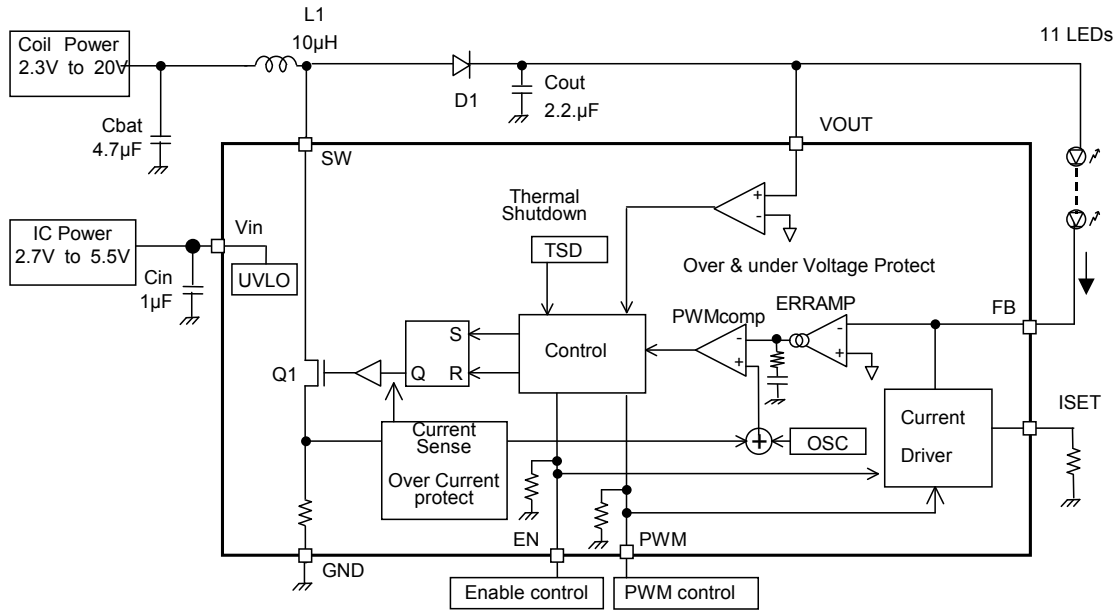 L1
10µH
11 LEDs
Coil Power
2.3V to 20V
D1
Cout
2.2.µF
Cbat
4.7µF
VOUT
SW
Thermal
Shutdown
+
-
IC Power
2.7V to 5.5V
Vin
TSD
Cin
1µF
UVLO
Over & under Voltage Protect
ERRAMP
FB
PWMcomp
-
+
-
+
S
Q
R
Control
Q1
ISET
Current
Driver
Current
Sense
Over Current
protect
+
OSC
EN
PWM
GND
Enable control
PWM control